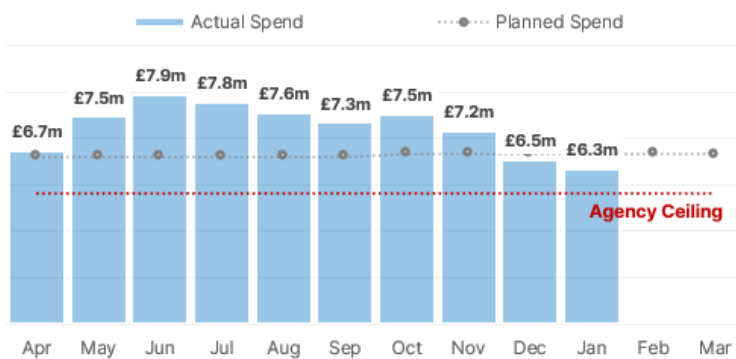 Actual Spend Planned Spend
£7.9m
£7.8m
£7.6m
£7.5m
£7.5m
£7.3m
£7.2m
£6.7m
£6.5m
£6.3m
Agency Ceiling
Apr May Jun Jul Aug Sep Oct Nov Dec Jan Feb Mar